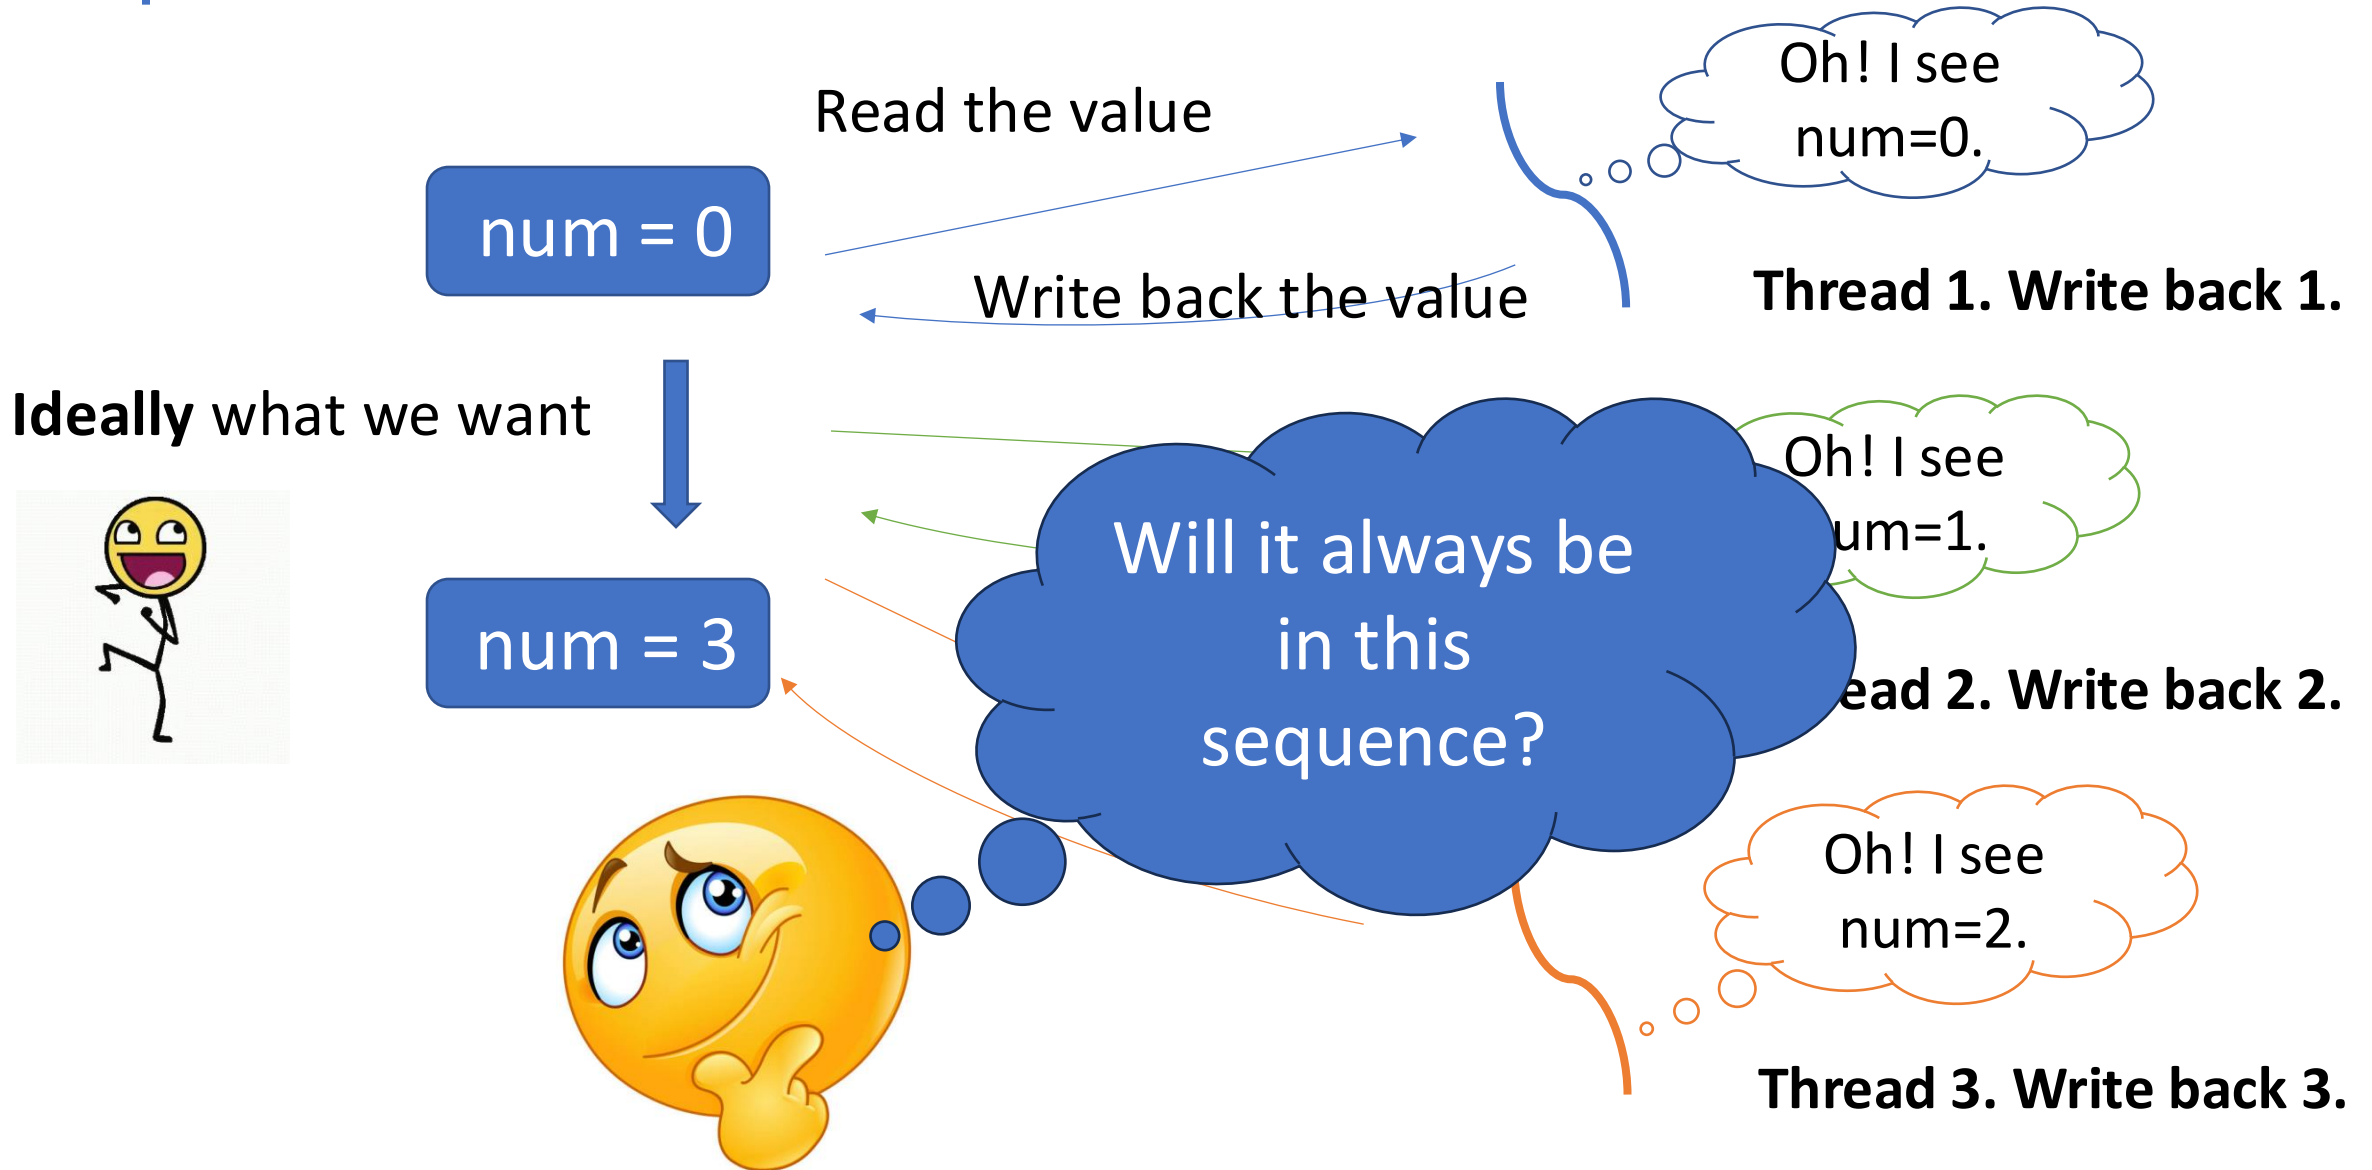 Read the value
Oh! I see
num=0.
num = 0
Write back the value
Thread 1. Write back 1.
Ideally what we want
Oh! I see
um=1.
Will it always be
in this
sequence?
num = 3
ead 2. Write back 2.
Oh! I see
num=2.
Thread 3. Write back 3.